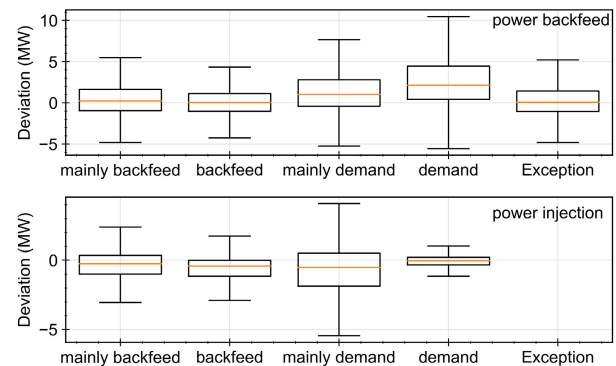 power backfeed
Deviation (MW)
10
5
0
−5
mainly backfeed backfeed mainly demand demand Exception
power injection
Deviation (MW)
0
−5
mainly backfeed backfeed mainly demand demand Exception